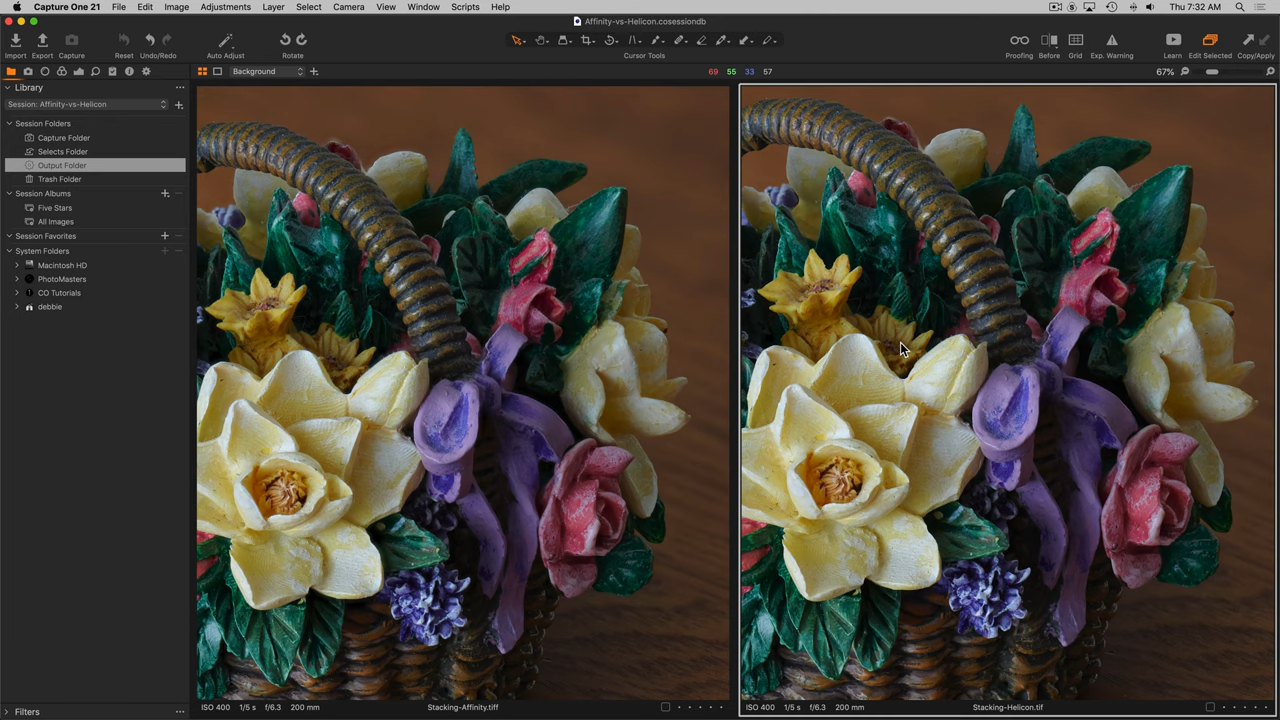 Capture One 21 File Edit Image Adjustments Layer Select Camera View Window Scripts Help Thu 7:32 AM
Affinity-vs-Helicon.cosessiondb
Import Export Capture Reset Undo/Redo Auto Adjust Rotate Cursor Tools Proofing Before Grid Exp. Warning Learn Edit Selected Copy/Apply
Background 69 55 33 57 67%
Library
Session: Affinity-vs-Helicon
Session Folders
Capture Folder
Selects Folder
Output Folder
Trash Folder
Session Albums
Five Stars
All Images
Session Favorites
System Folders
Macintosh HD
PhotoMasters
CO Tutorials
debbie
ISO 400 1/5 s f/6.3 200 mm Stacking-Affinity.tiff
ISO 400 1/5 s f/6.3 200 mm Stacking-Helicon.tif
Filters